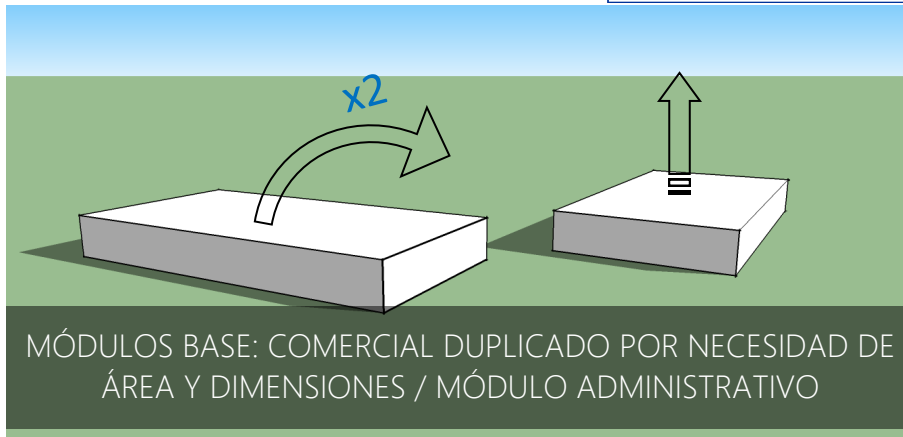 x2
MÓDULOS BASE: COMERCIAL DUPLICADO POR NECESIDAD DE
ÁREA Y DIMENSIONES / MÓDULO ADMINISTRATIVO